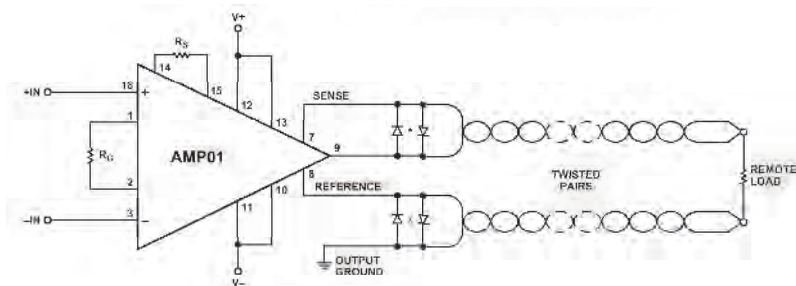 V+
RS
14
15
+IN
18
+
12
13
SENSE
1
7
9
RG
AMP01
8
2
10
REFERENCE
TWISTED
PAIRS
REMOTE
LOAD
-IN
3
-
11
OUTPUT
GROUND
V-